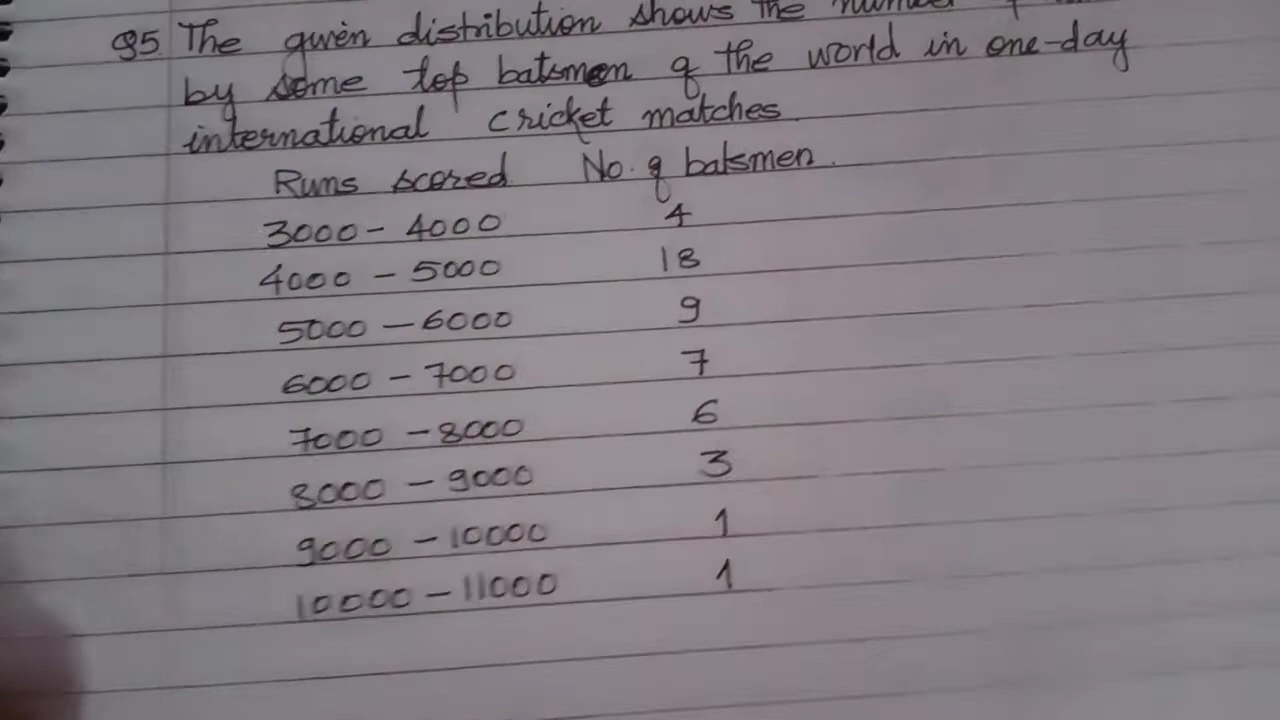 Q5 The given distribution shows the number of
by some top batsmen of the world in one-day
international cricket matches.
Runs scored No. of batsmen.
3000 - 4000 4
4000 - 5000 18
5000 - 6000 9
6000 - 7000 7
7000 - 8000 6
8000 - 9000 3
9000 - 10000 1
10000 - 11000 1